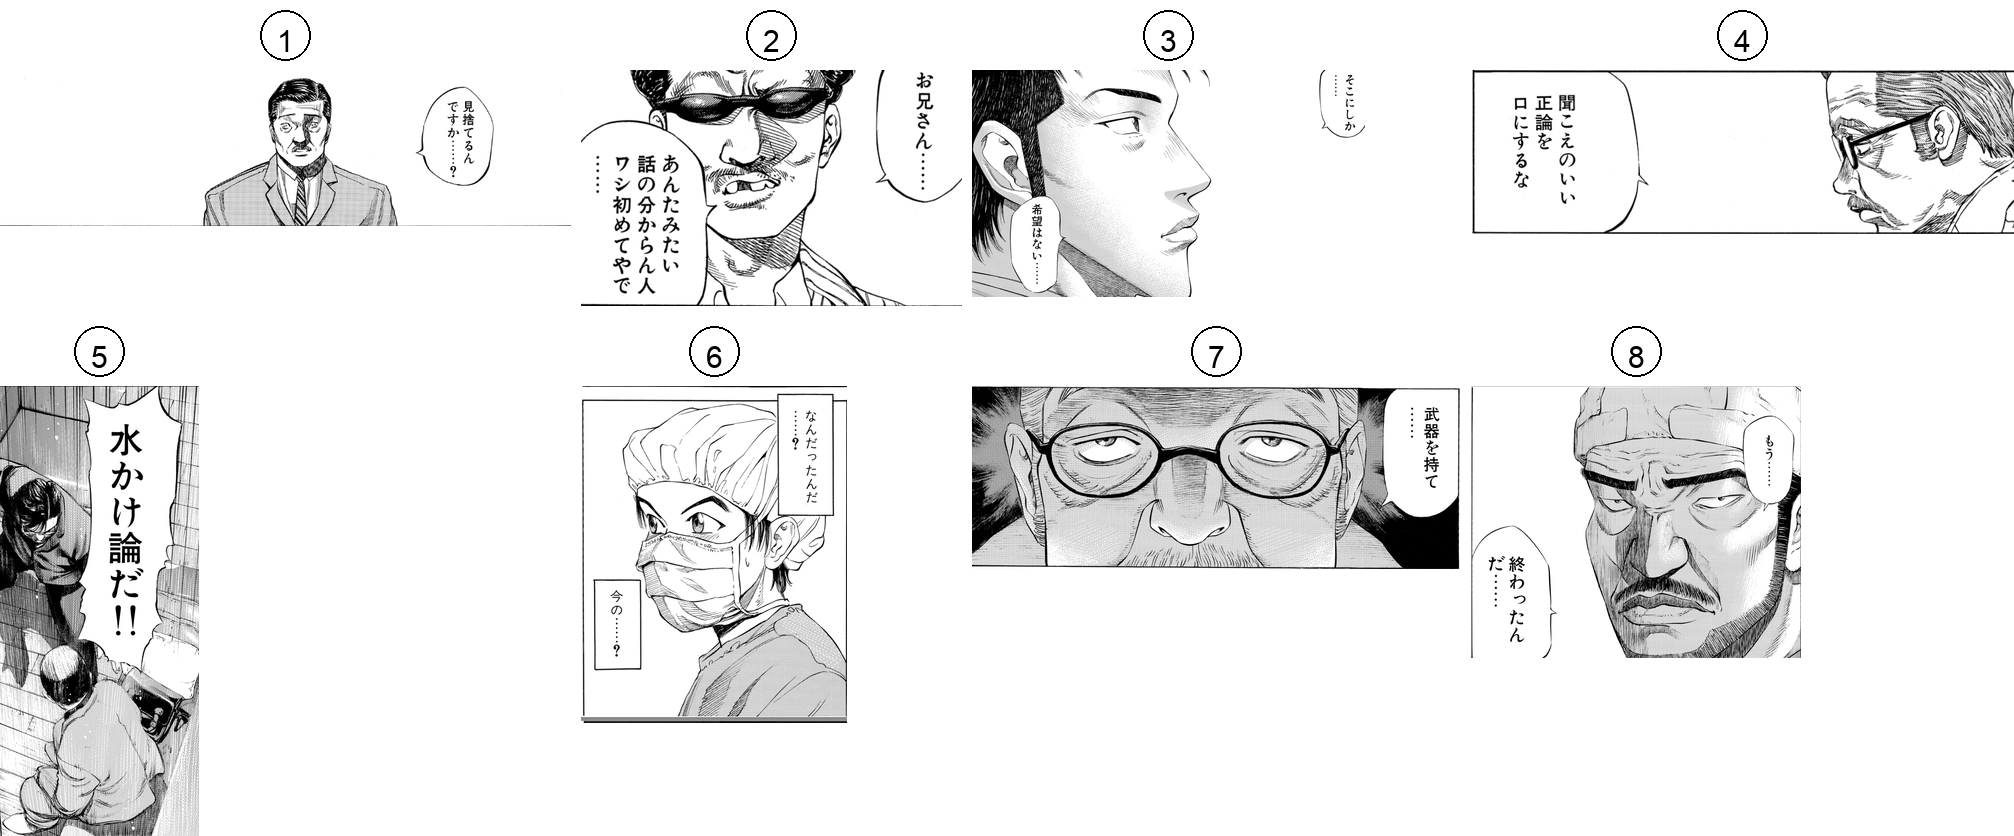 1
見捨てるん
ですか……?
2
お兄さん……
あんたみたい
話の分からん人
ワシ初めてやで
……
3
そこにしか
……
希望はない……
4
聞こえのいい
正論を
口にするな
5
水かけ論だ!!
6
なんだったんだ
……?
今の……?
7
武器を持て
……
8
もう……
終わったん
だ……